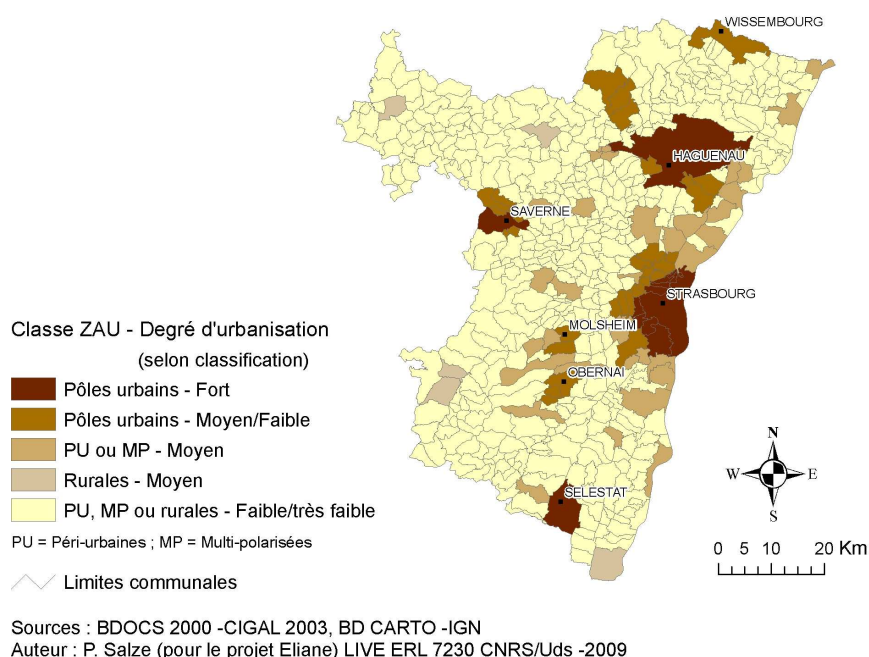 WISSEMBOURG
HAGUENAU
SAVERNE
STRASBOURG
MOLSHEIM
OBERNAI
SELESTAT
Classe ZAU - Degré d'urbanisation
(selon classification)
Pôles urbains - Fort
Pôles urbains - Moyen/Faible
PU ou MP - Moyen
Rurales - Moyen
PU, MP ou rurales - Faible/très faible
PU = Péri-urbaines ; MP = Multi-polarisées
Limites communales
N
W E
S
0 5 10 20 Km
Sources : BDOCS 2000 -CIGAL 2003, BD CARTO -IGN
Auteur : P. Salze (pour le projet Eliane) LIVE ERL 7230 CNRS/Uds -2009